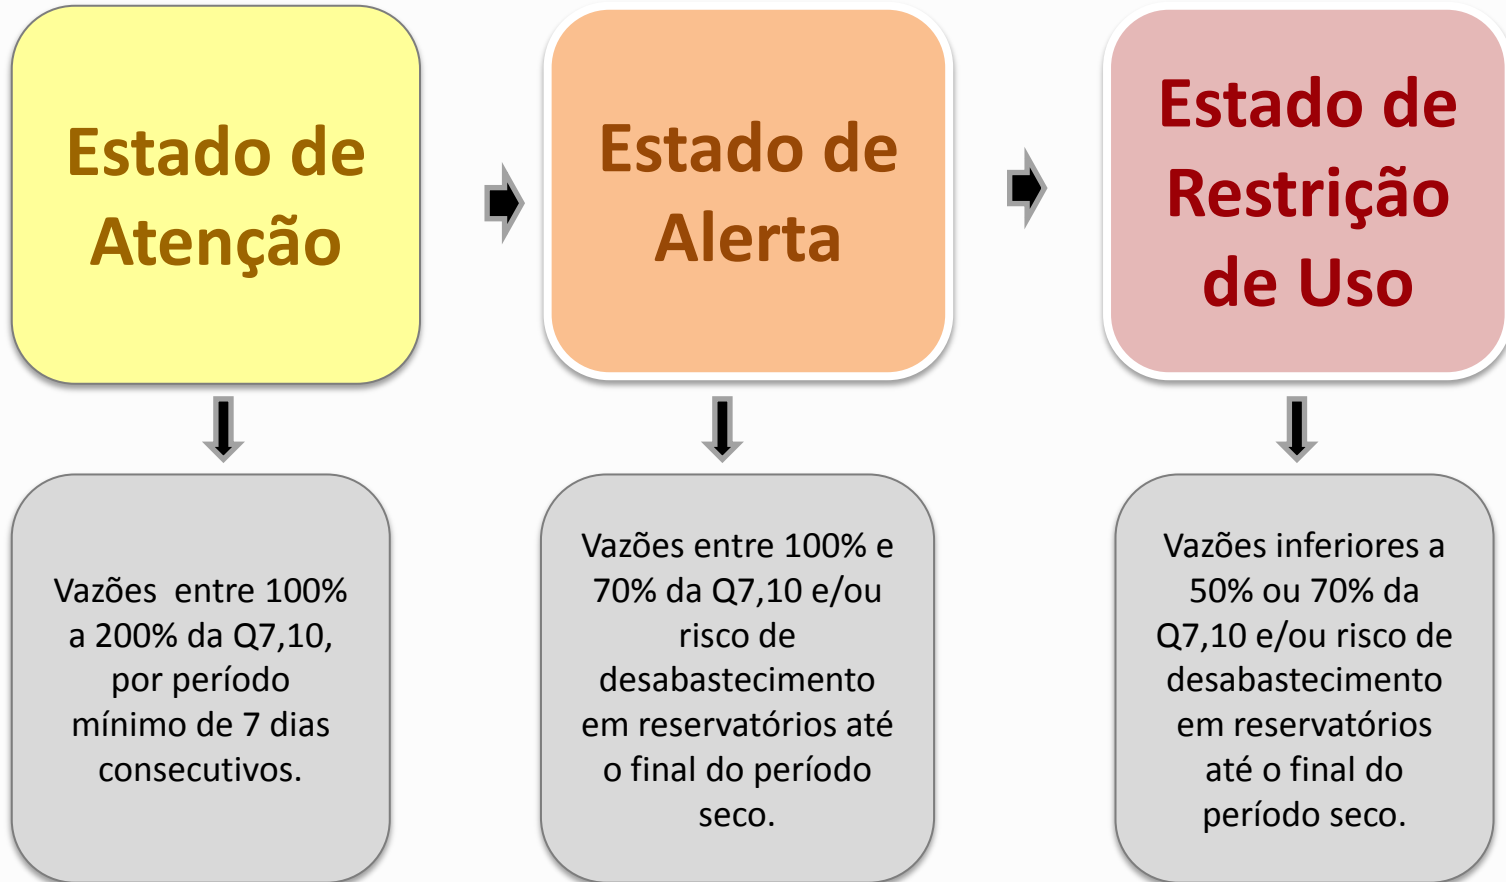 Estado de
Atenção
Estado de
Alerta
Estado de
Restrição
de Uso
Vazões entre 100%
a 200% da Q7,10,
por período
mínimo de 7 dias
consecutivos.
Vazões entre 100% e
70% da Q7,10 e/ou
risco de
desabastecimento
em reservatórios até
o final do período
seco.
Vazões inferiores a
50% ou 70% da
Q7,10 e/ou risco de
desabastecimento
em reservatórios
até o final do
período seco.